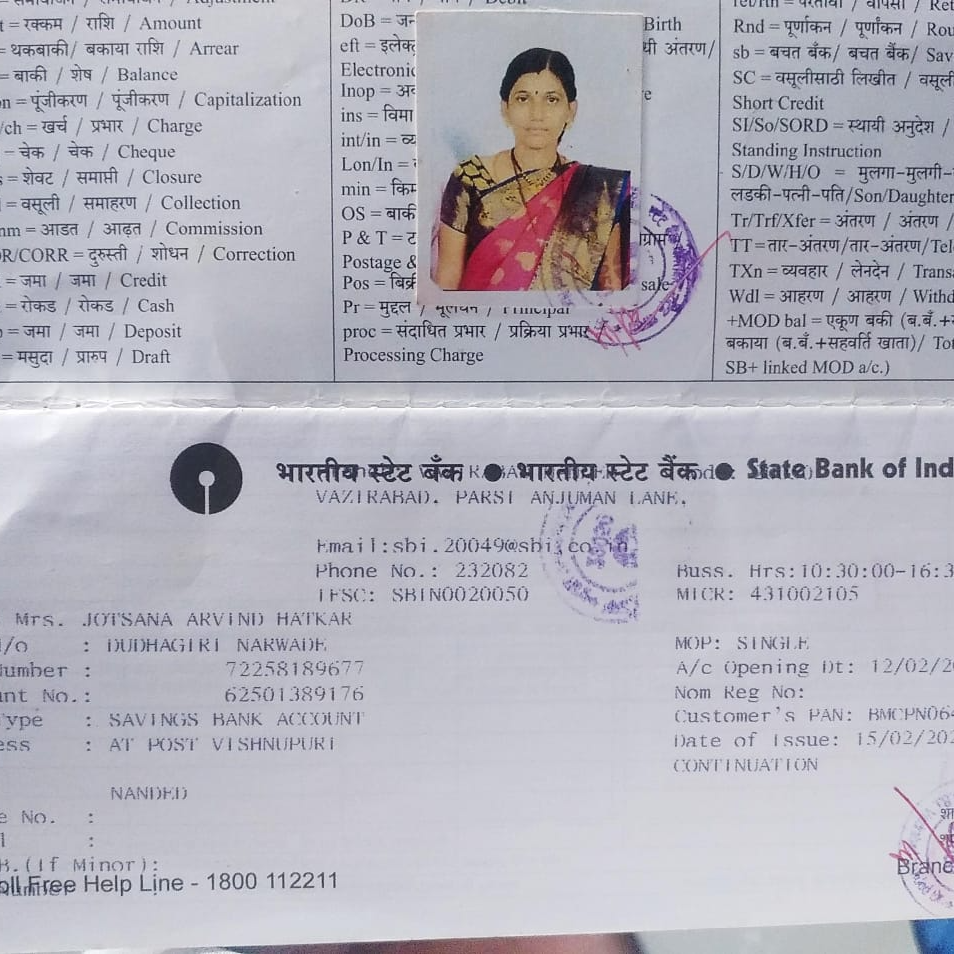 = रक्कम / राशि / Amount
= थकबाकी/ बकाया राशि / Arrear
= बाकी / शेष / Balance
= पूंजीकरण / पूंजीकरण / Capitalization
/ch = खर्च / प्रभार / Charge
= चेक / चेक / Cheque
= शेवट / समाप्ती / Closure
= वसूली / समाहरण / Collection
= आडत / आढ़त / Commission
R/CORR = दुरुस्ती / शोधन / Correction
= जमा / जमा / Credit
= रोकड / रोकड / Cash
= जमा / जमा / Deposit
= मसुदा / प्रारुप / Draft
DoB = जन
Birth
eft = इलेक्
अंतरण/
Electronic
Inop = अव
ins = विमा
int/in = व्य
Lon/In =
min = किम
OS = बाकी
P & T = ट
Postage &
Pos = बिक्री
sale
Pr = मुद्दल / मूलधन / Principal
proc = संदाधित प्रभार / प्रक्रिया प्रभार
Processing Charge
Rnd = पूर्णाकन / पूर्णांकन / Rou
sb = बचत बँक/ बचत बैंक/ Sav
SC = वसूलीसाठी लिखीत / वसूली
Short Credit
SI/So/SORD = स्थायी अनुदेश /
Standing Instruction
S/D/W/H/O = मुलगा-मुलगी-
लडकी-पत्नी-पति/Son/Daughter
Tr/Trf/Xfer = अंतरण / अंतरण /
TT =तार-अंतरण/तार-अंतरण/Tel
TXn = व्यवहार / लेनदेन / Trans
Wdl = आहरण / आहरण / Withd
+MOD bal = एकूण बकी (ब.बँ.+
बकाया (ब.बँ.+सहवर्ति खाता)/ To
SB+ linked MOD a/c.)
भारतीय स्टेट बँक ● भारतीय स्टेट बैंक ● State Bank of Ind
VAZIRABAD, PARSI ANJUMAN LANE,
Email:sbi.20049@sbi.co.in
Phone No.: 232082
Buss. Hrs:10:30:00-16:3
IFSC: SBIN0020050
MICR: 431002105
Mrs. JOTSANA ARVIND HATKAR
/o : DUDHAGIRI NARWADE
MOP: SINGLE
umber : 72258189677
A/c Opening Dt: 12/02/2
nt No.: 62501389176
Nom Reg No:
Type : SAVINGS BANK ACCOUNT
Customer's PAN: BMCPN064
ess : AT POST VISHNUPURI
Date of Issue: 15/02/202
CONTINUATION
NANDED
e No. :
l :
B.(If Minor):
oll Free Help Line - 1800 112211
Branc